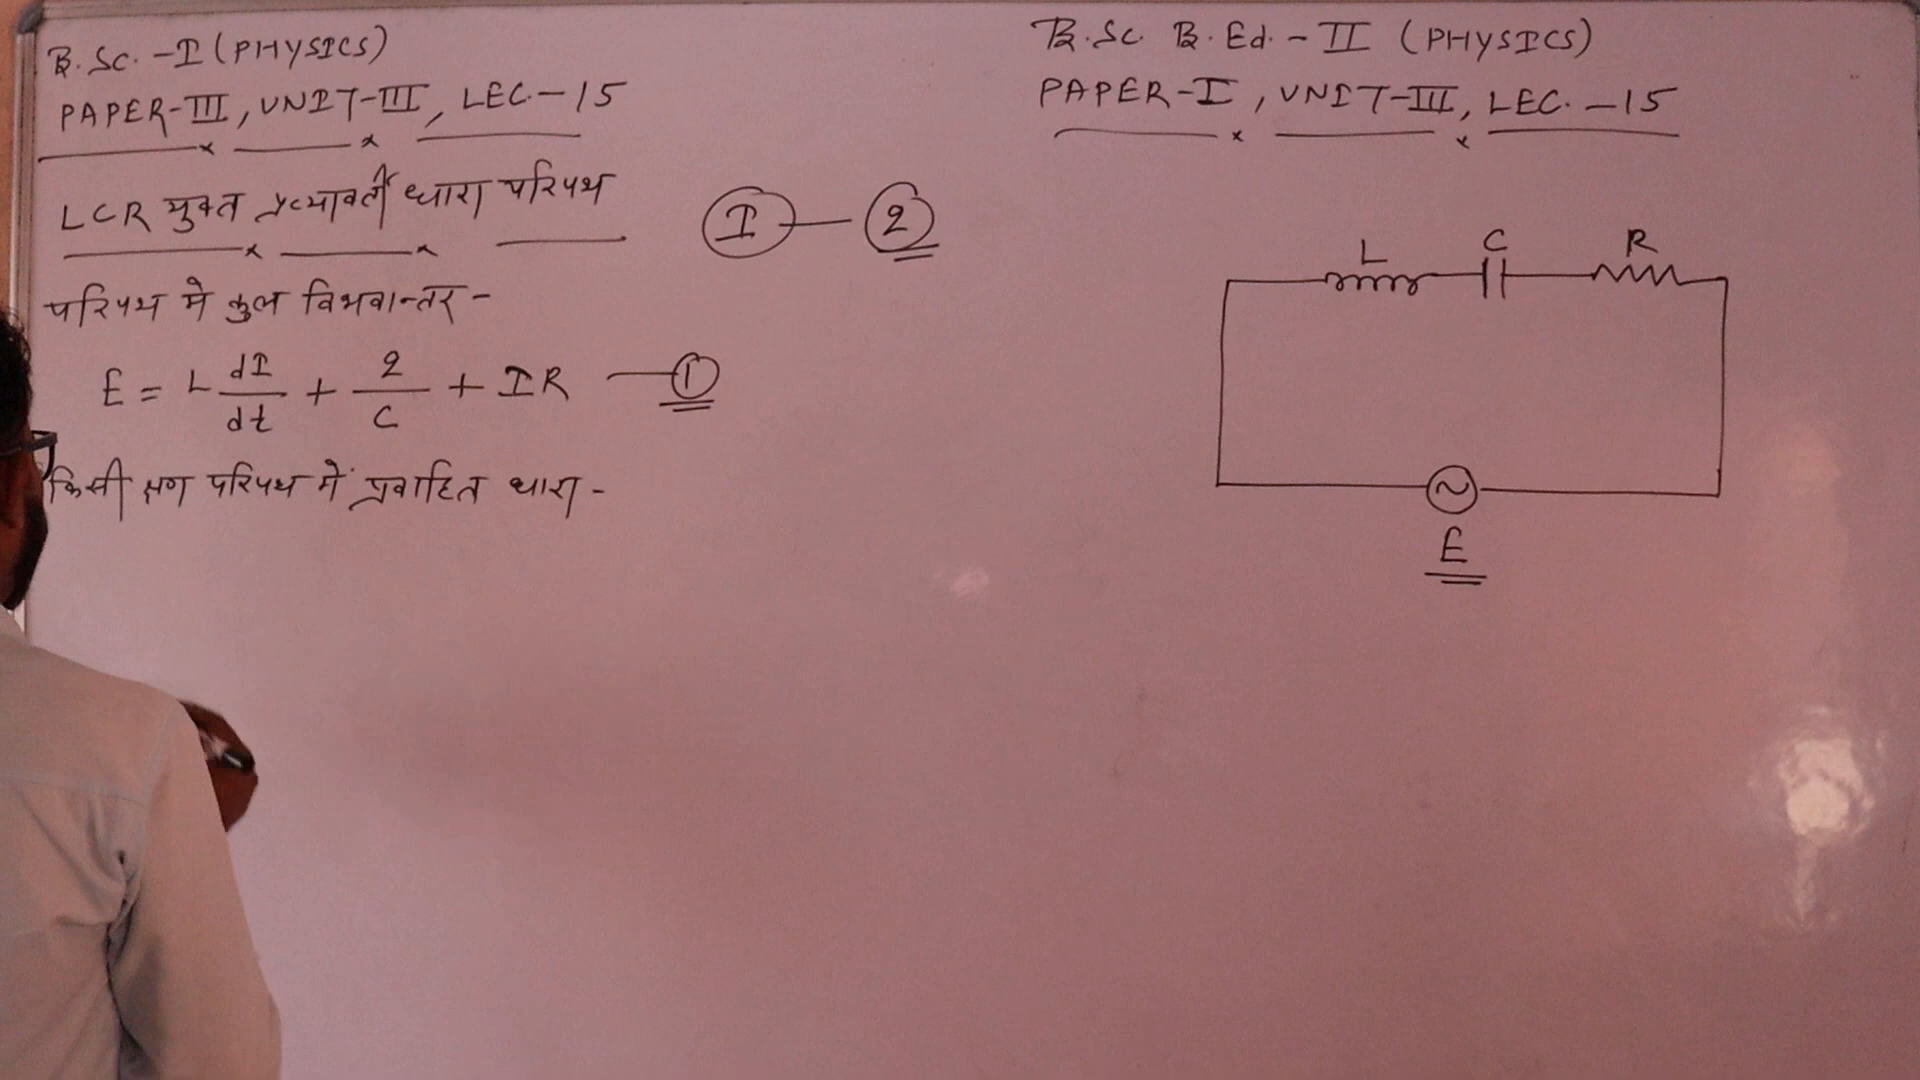 B.Sc.-I (PHYSICS)
PAPER-III, UNIT-III, LEC.-15
LCR युक्त प्रत्यावर्ती धारा परिपथ
I — 2
परिपथ में कुल विभवान्तर -
E = L dI/dt + q/C + IR — 1
किसी क्षण परिपथ में प्रवाहित धारा -
B.Sc. B.Ed.-II (PHYSICS)
PAPER-I, UNIT-III, LEC.-15
L C R
~
E